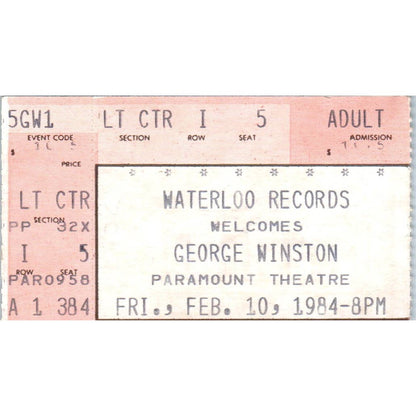 5GW1 LT CTR I 5 ADULT
EVENT CODE SECTION ROW SEAT ADMISSION
$ $
PRICE
LT CTR * * * * * * * * *
SECTION WATERLOO RECORDS
PP 32X WELCOMES
I 5 GEORGE WINSTON
ROW SEAT
PAR0958 PARAMOUNT THEATRE
A 1 384 FRI., FEB. 10, 1984-8PM